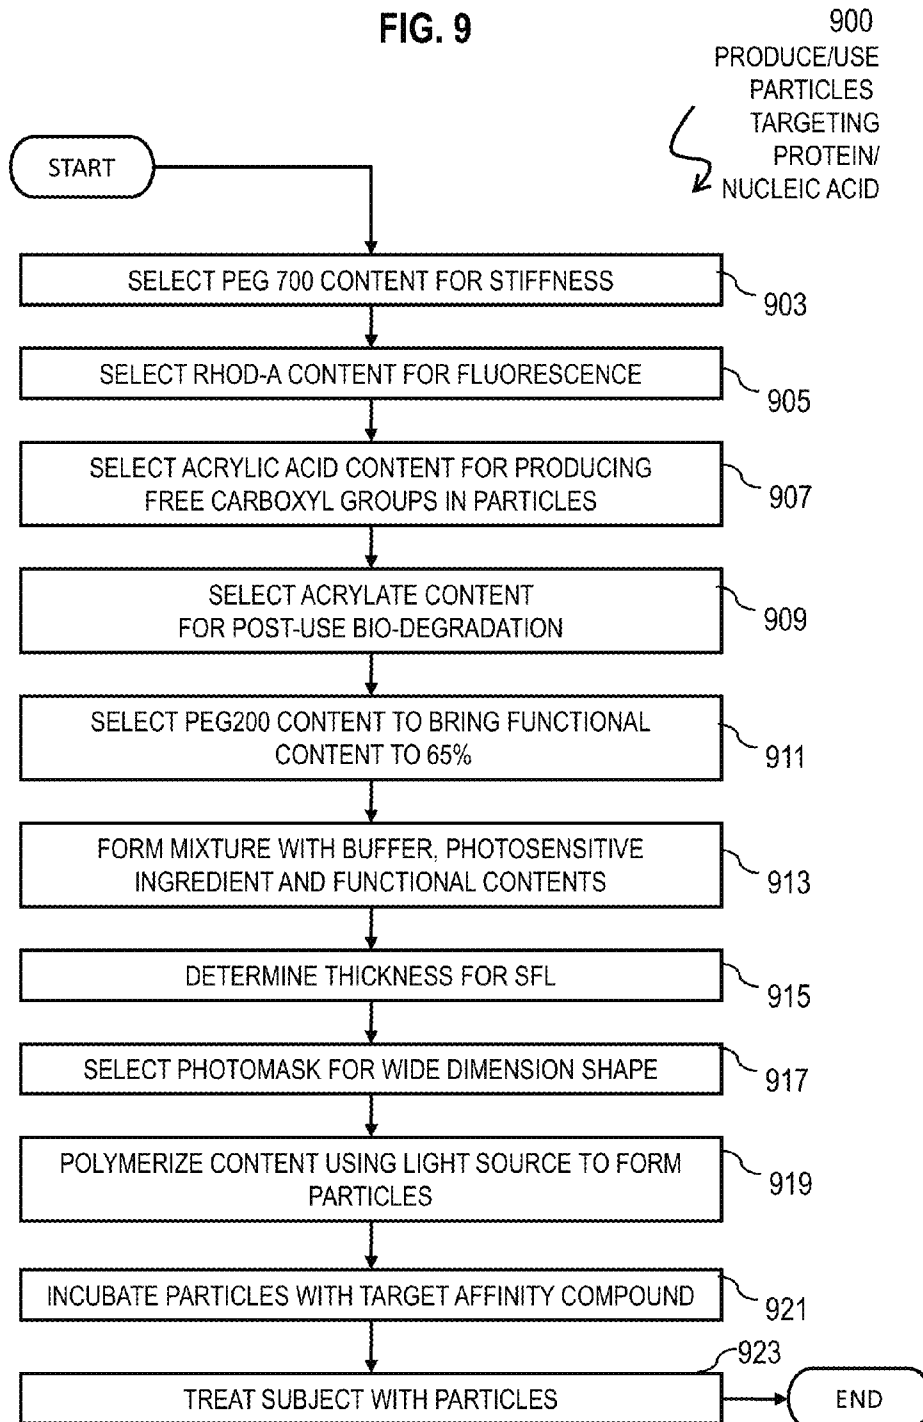 FIG. 9
900
PRODUCE/USE
PARTICLES
TARGETING
PROTEIN/
NUCLEIC ACID
START
SELECT PEG 700 CONTENT FOR STIFFNESS
903
SELECT RHOD-A CONTENT FOR FLUORESCENCE
905
SELECT ACRYLIC ACID CONTENT FOR PRODUCING
FREE CARBOXYL GROUPS IN PARTICLES
907
SELECT ACRYLATE CONTENT
FOR POST-USE BIO-DEGRADATION
909
SELECT PEG200 CONTENT TO BRING FUNCTIONAL
CONTENT TO 65%
911
FORM MIXTURE WITH BUFFER, PHOTOSENSITIVE
INGREDIENT AND FUNCTIONAL CONTENTS
913
DETERMINE THICKNESS FOR SFL
915
SELECT PHOTOMASK FOR WIDE DIMENSION SHAPE
917
POLYMERIZE CONTENT USING LIGHT SOURCE TO FORM
PARTICLES
919
INCUBATE PARTICLES WITH TARGET AFFINITY COMPOUND
921
923
TREAT SUBJECT WITH PARTICLES
END